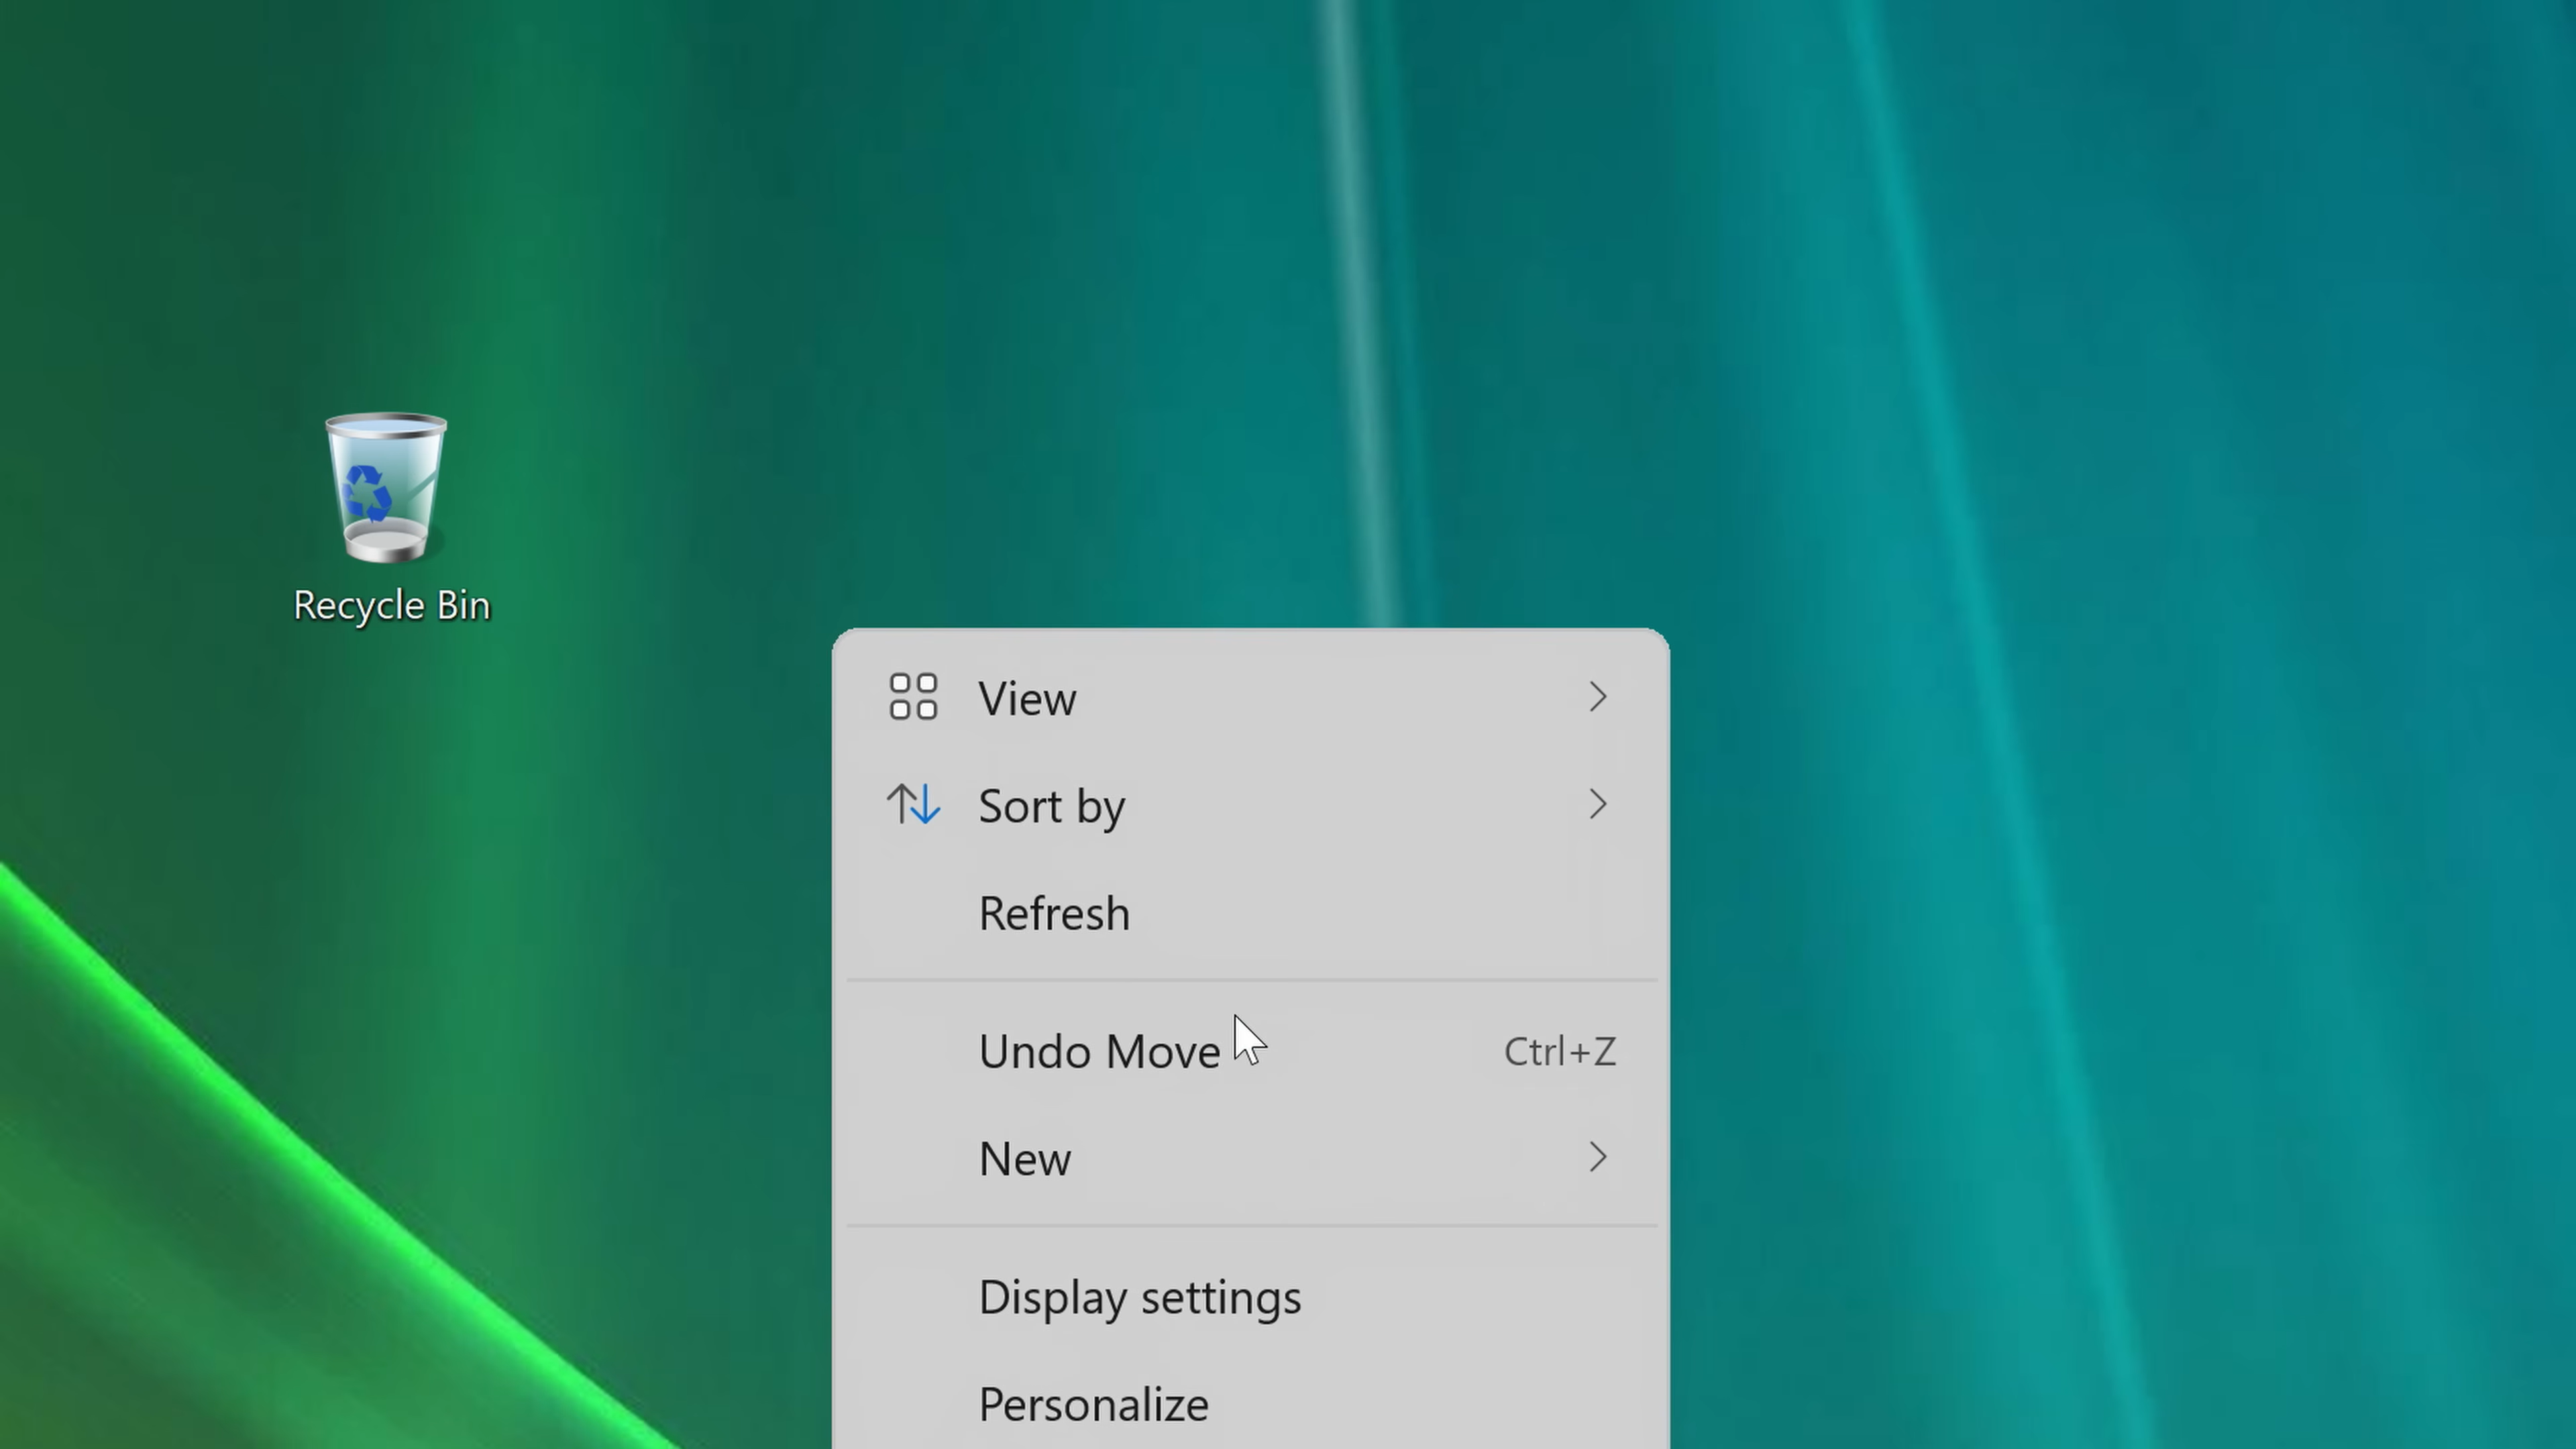 Recycle Bin
View
Sort by
Refresh
Undo Move Ctrl+Z
New
Display settings
Personalize